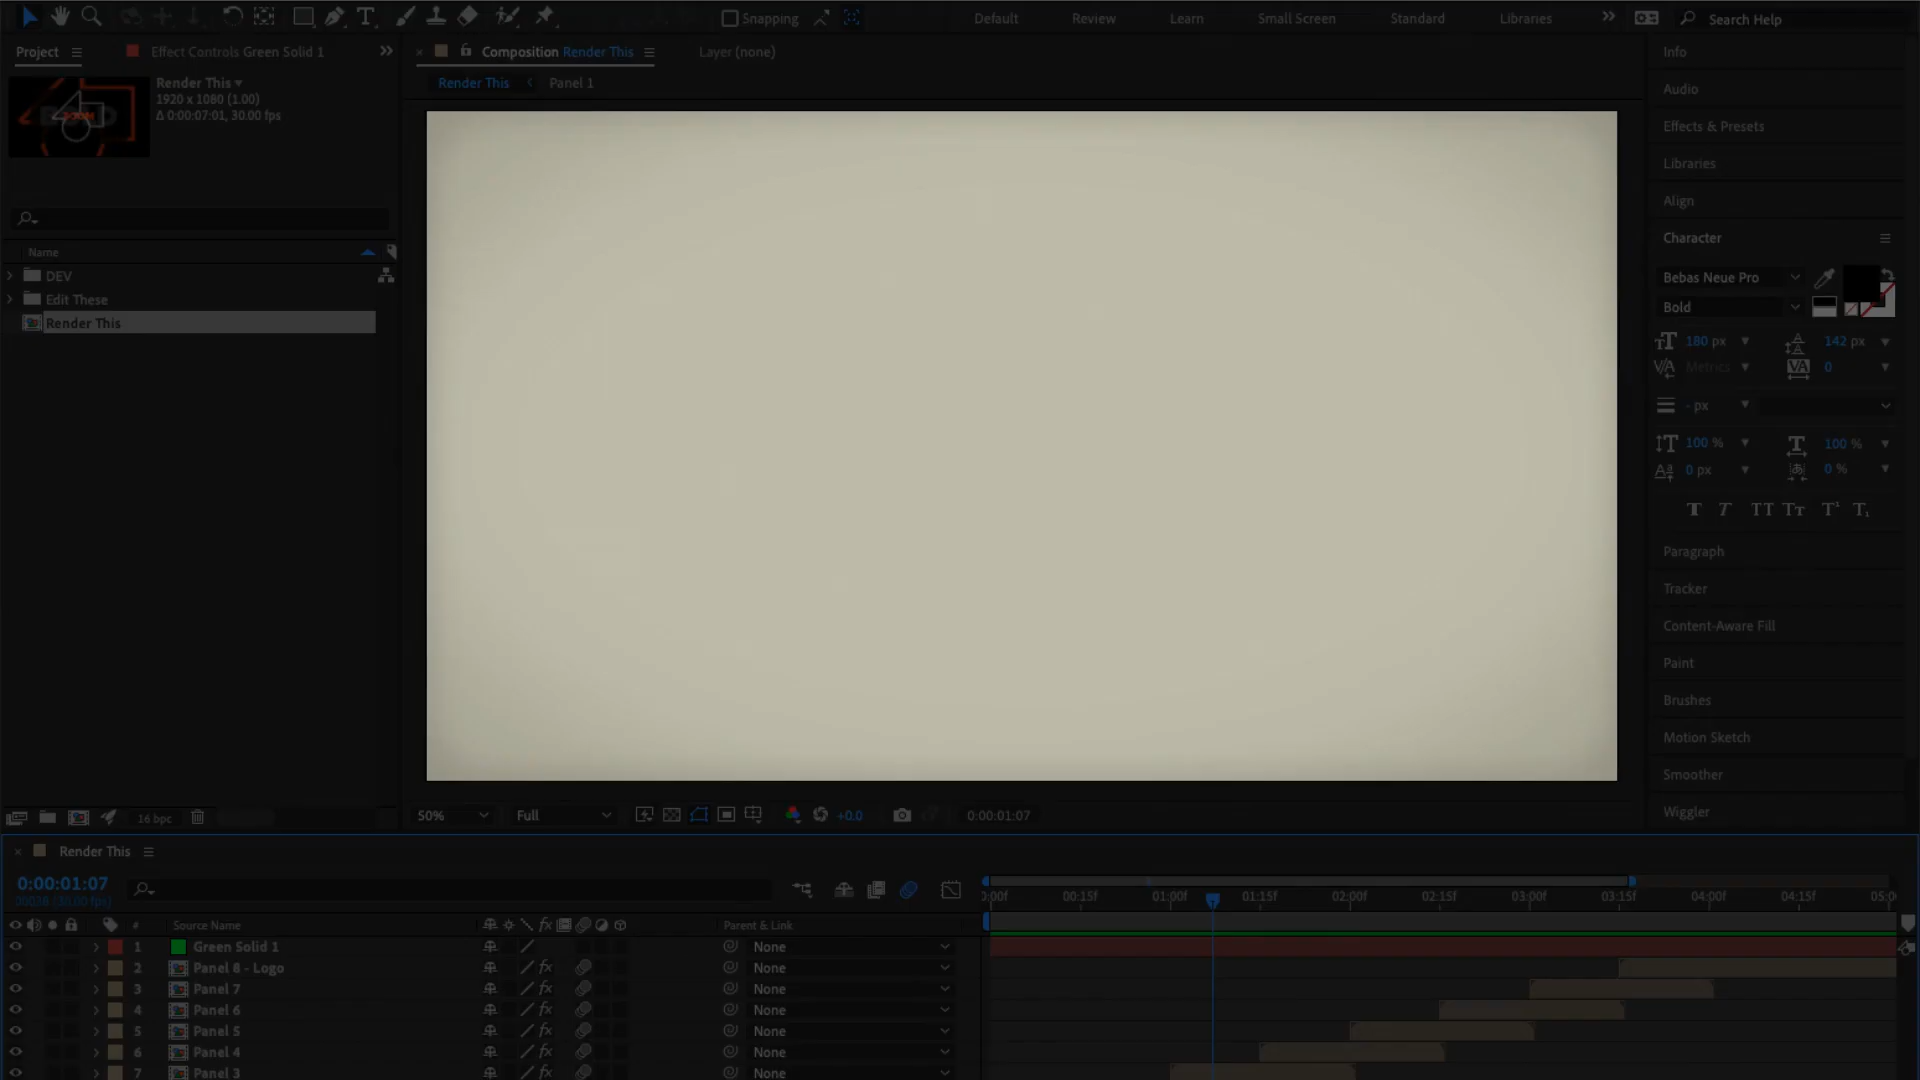 Snapping
Default
Review
Learn
Small Screen
Standard
Libraries
Search Help
Project
Effect Controls Green Solid 1
Composition Render This
Layer (none)
Render This
Panel 1
Render This
1920 x 1080 (1.00)
Δ 0:00:07:01, 30.00 fps
Name
DEV
Edit These
Render This
Info
Audio
Effects & Presets
Libraries
Align
Character
Bebas Neue Pro
Bold
180 px
142 px
Metrics
0
- px
100 %
100 %
0 px
0 %
Paragraph
Tracker
Content-Aware Fill
Paint
Brushes
Motion Sketch
Smoother
Wiggler
16 bpc
50%
Full
+0.0
0:00:01:07
Render This
0:00:01:07
# Source Name
Parent & Link
00:15f
01:00f
01:15f
02:00f
02:15f
03:00f
03:15f
04:00f
04:15f
1 Green Solid 1 None
2 Panel 8 - Logo None
3 Panel 7 None
4 Panel 6 None
5 Panel 5 None
6 Panel 4 None
7 Panel 3 None